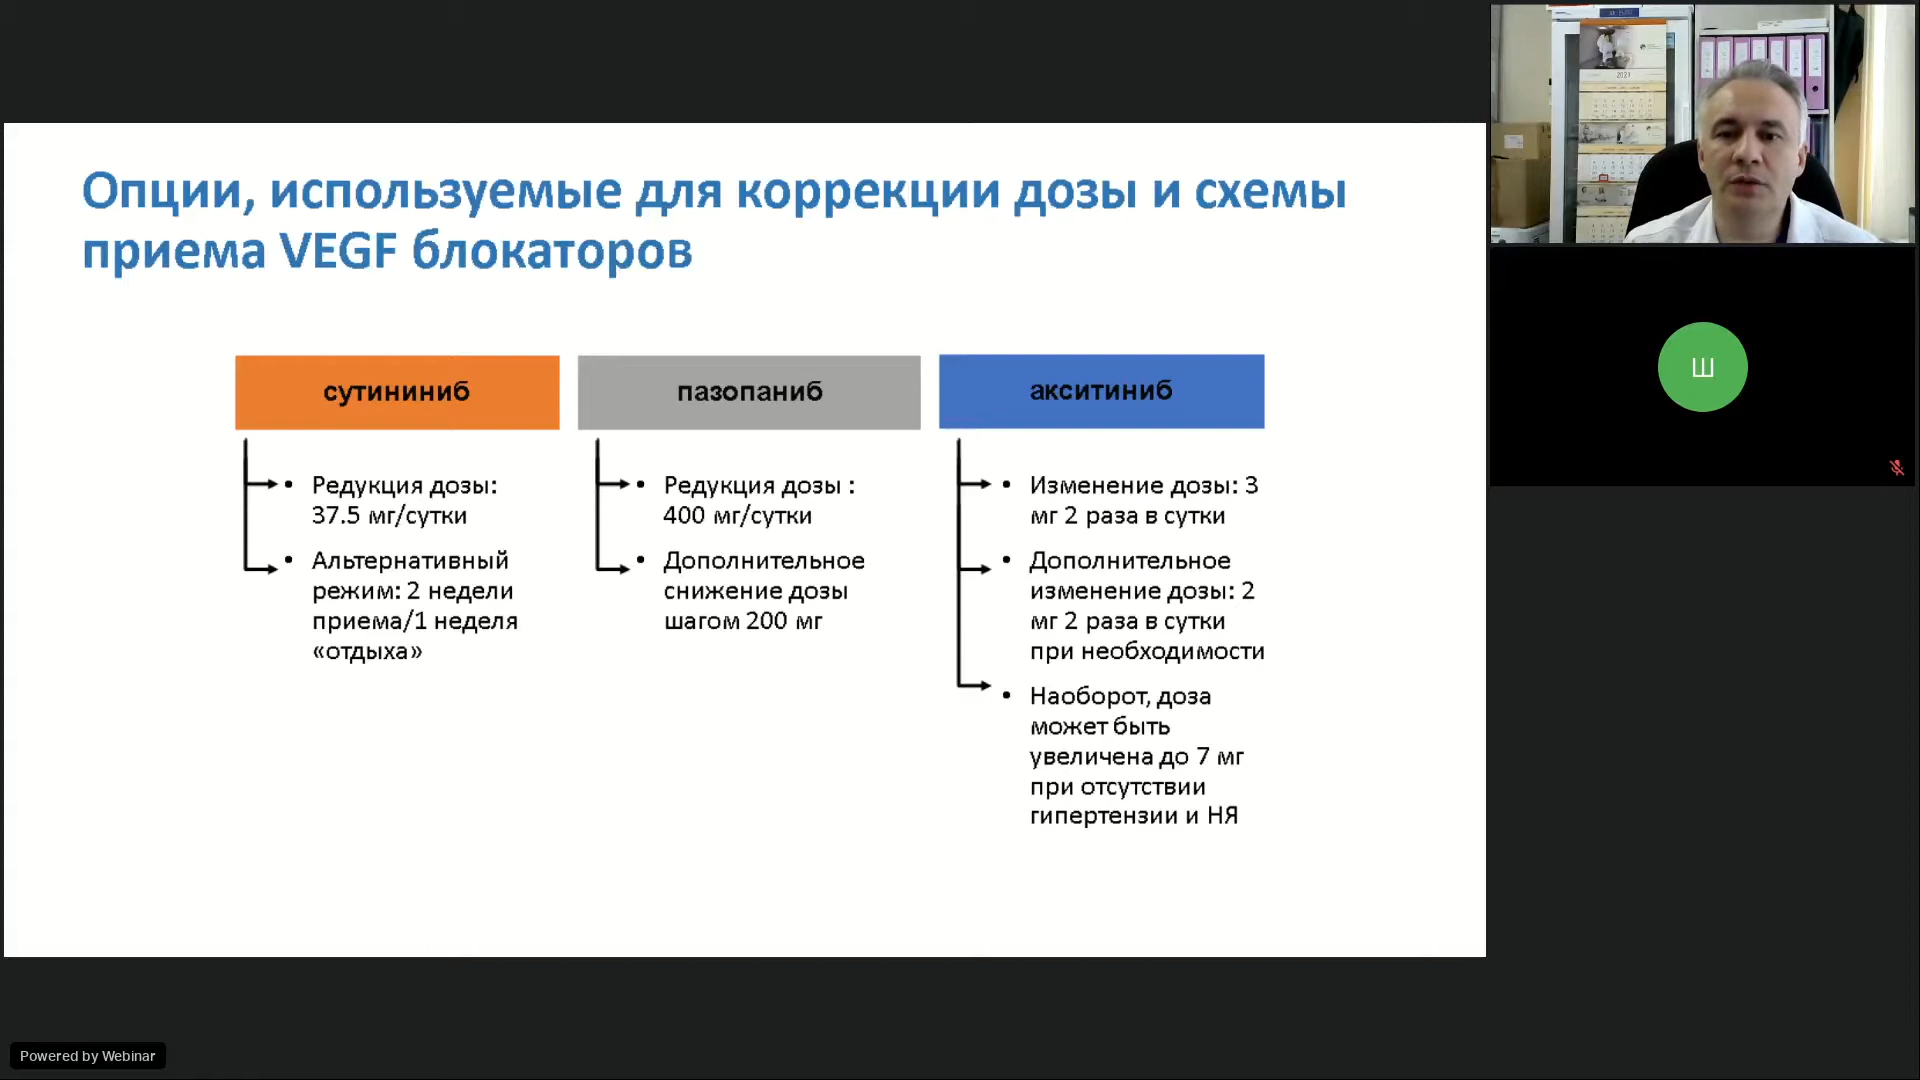 Опции, используемые для коррекции дозы и схемы
приема VEGF блокаторов
сутининиб
• Редукция дозы:
37.5 мг/сутки
• Альтернативный
режим: 2 недели
приема/1 неделя
«отдыха»
пазопаниб
• Редукция дозы :
400 мг/сутки
• Дополнительное
снижение дозы
шагом 200 мг
акситиниб
• Изменение дозы: 3
мг 2 раза в сутки
• Дополнительное
изменение дозы: 2
мг 2 раза в сутки
при необходимости
• Наоборот, доза
может быть
увеличена до 7 мг
при отсутствии
гипертензии и НЯ
2021
Ш
Powered by Webinar